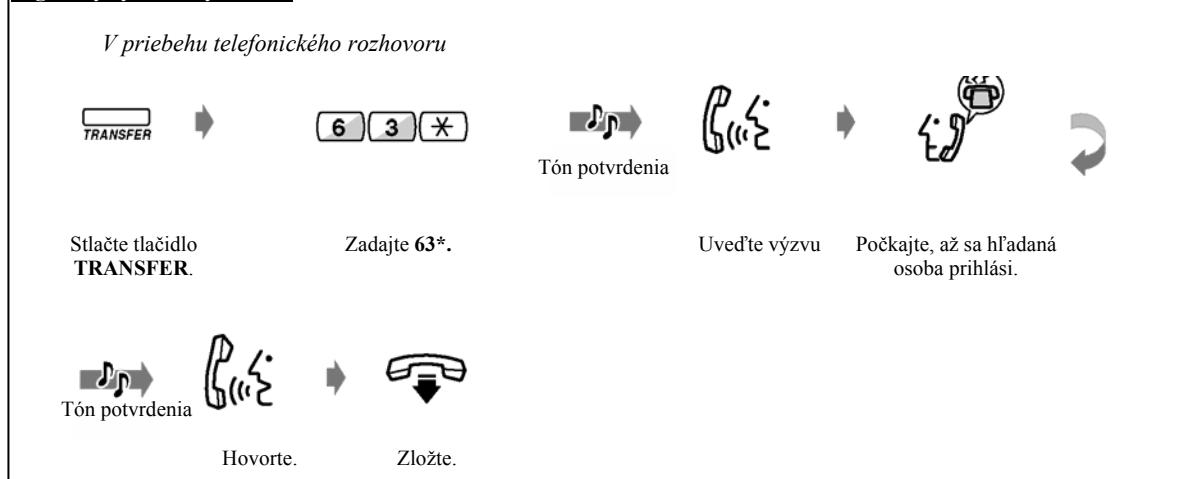 V priebehu telefonického rozhovoru
TRANSFER
6 3 *
Tón potvrdenia
Stlačte tlačidlo
TRANSFER.
Zadajte 63*.
Uveďte výzvu
Počkajte, až sa hľadaná
osoba prihlási.
Tón potvrdenia
Hovorte.
Zložte.